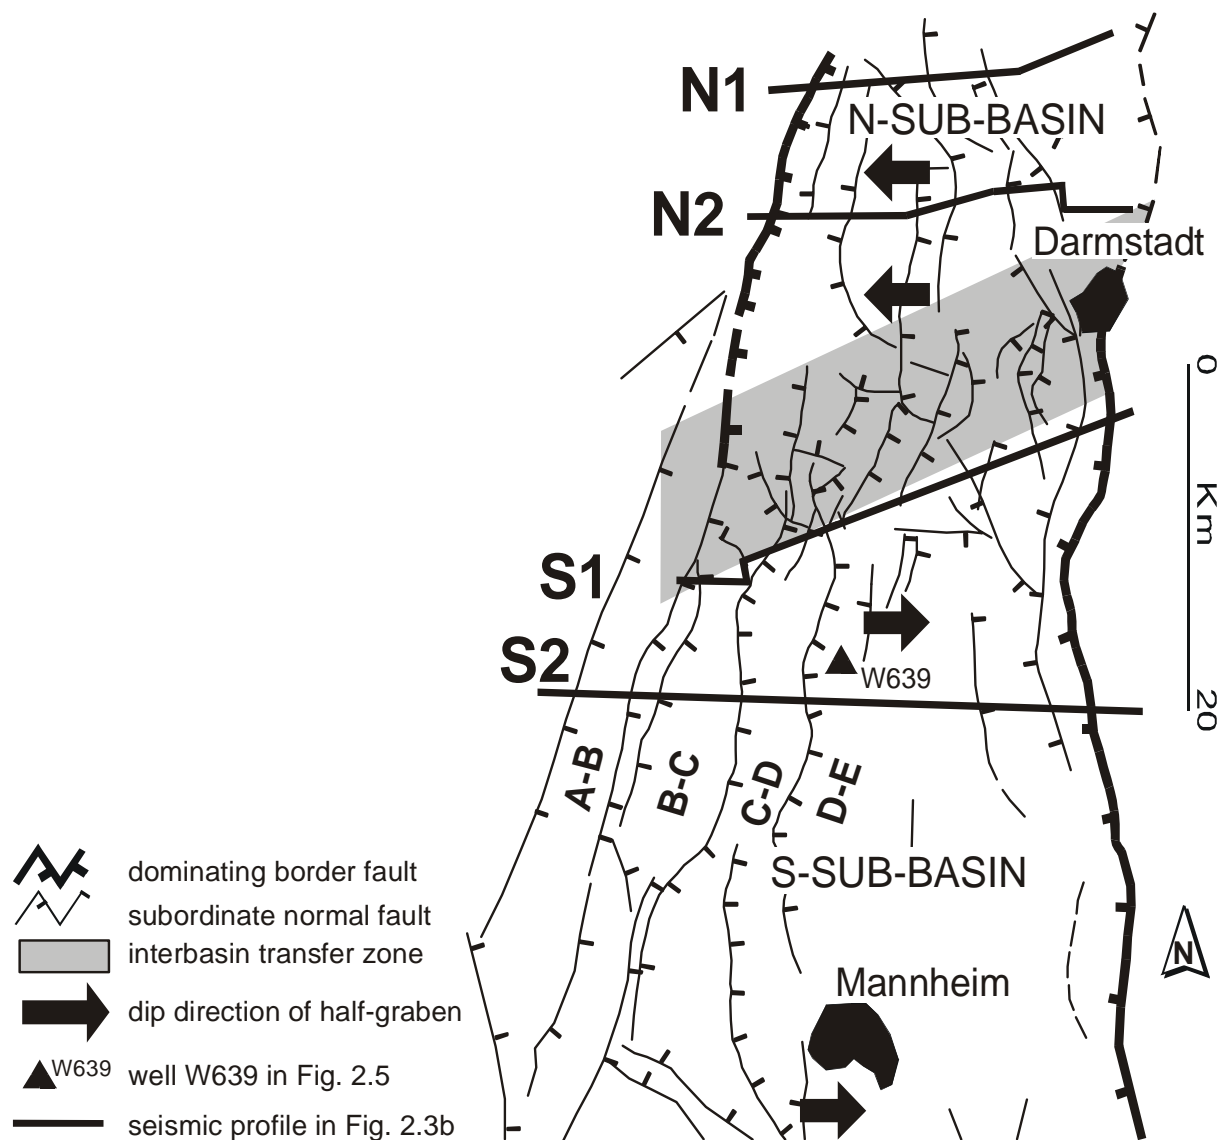 N1
N-SUB-BASIN
N2
Darmstadt
0
Km
20
S1
S2
W639
A-B
B-C
C-D
D-E
S-SUB-BASIN
Mannheim
N
dominating border fault
subordinate normal fault
interbasin transfer zone
dip direction of half-graben
W639 well W639 in Fig. 2.5
seismic profile in Fig. 2.3b